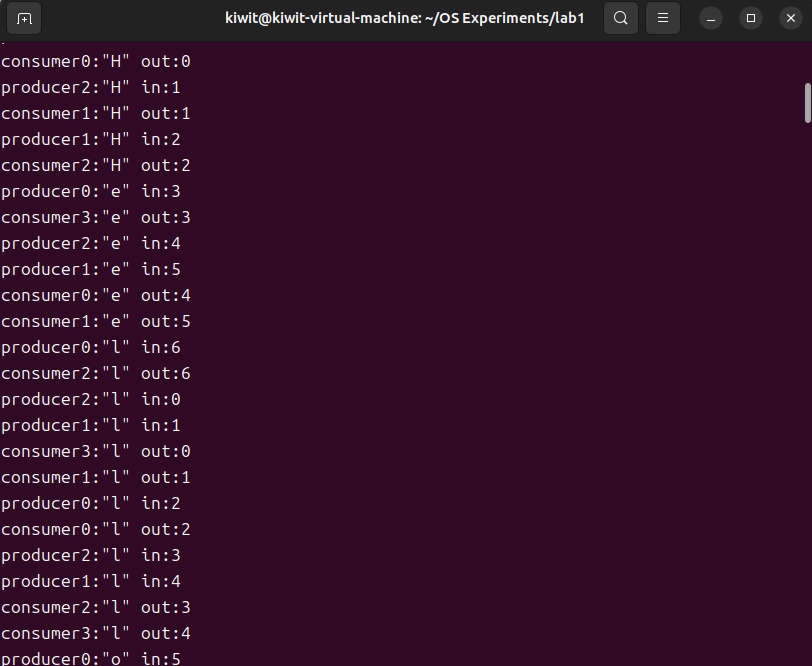 kiwit@kiwit-virtual-machine: ~/OS Experiments/lab1
consumer0:"H" out:0
producer2:"H" in:1
consumer1:"H" out:1
producer1:"H" in:2
consumer2:"H" out:2
producer0:"e" in:3
consumer3:"e" out:3
producer2:"e" in:4
producer1:"e" in:5
consumer0:"e" out:4
consumer1:"e" out:5
producer0:"l" in:6
consumer2:"l" out:6
producer2:"l" in:0
producer1:"l" in:1
consumer3:"l" out:0
consumer1:"l" out:1
producer0:"l" in:2
consumer0:"l" out:2
producer2:"l" in:3
producer1:"l" in:4
consumer2:"l" out:3
consumer3:"l" out:4
producer0:"o" in:5